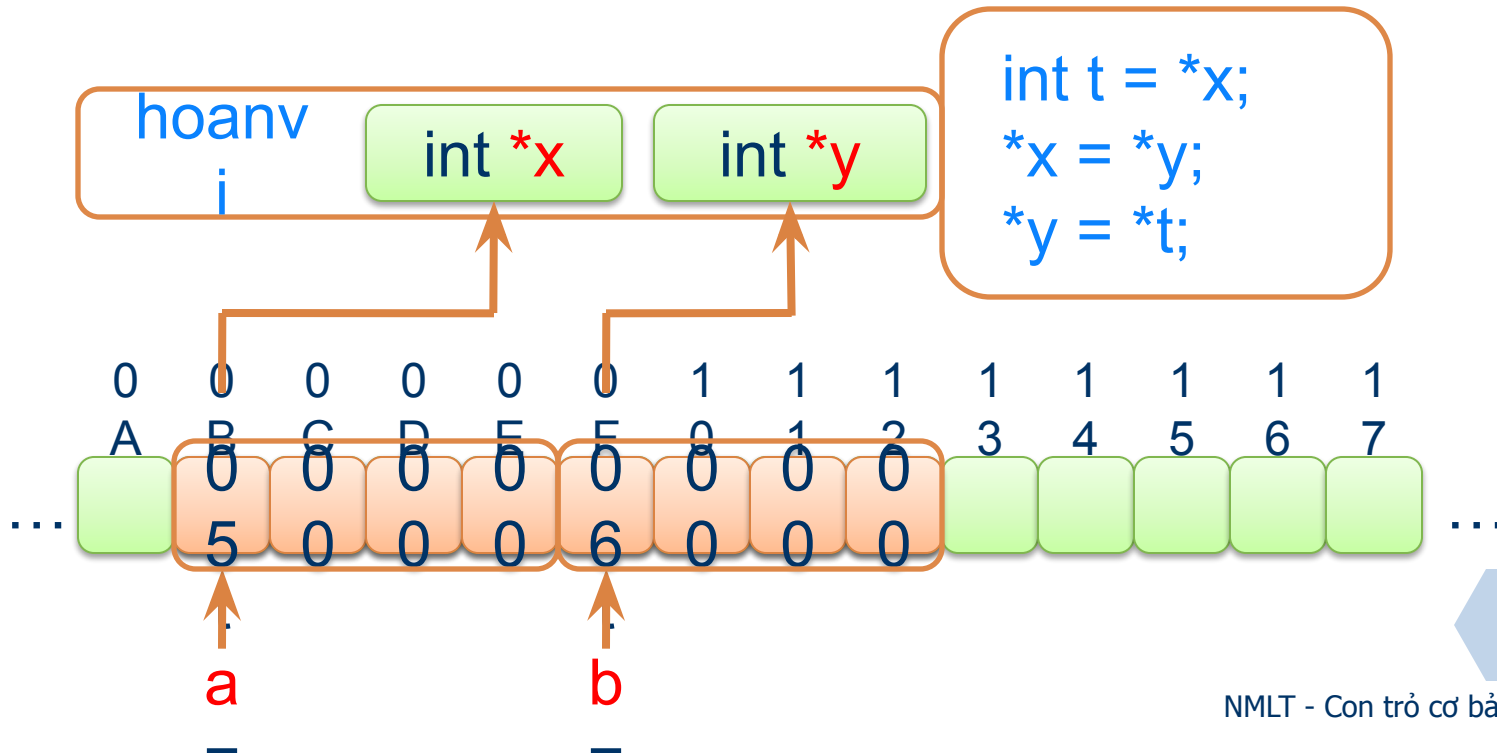 hoanv
i
int *x
int *y
int t = *x;
*x = *y;
*y = *t;
0 0 0 0 0 0 1 1 1 1 1 1 1 1
A B C D E F 0 1 2 3 4 5 6 7
... 0 0 0 0 0 0 0 0 ...
5 0 0 0 6 0 0 0
a b
NMLT - Con trỏ cơ bả